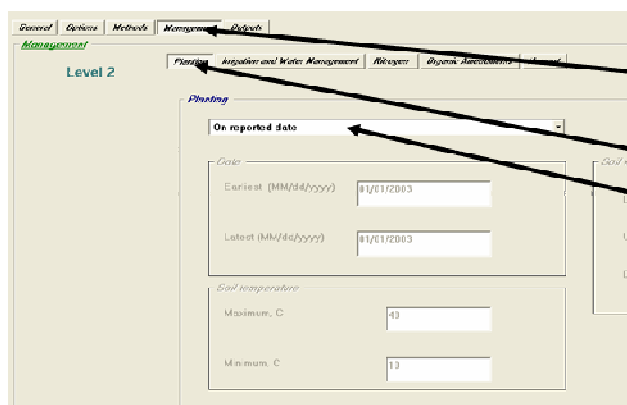 General Options Methods Management Outputs
Management
Level 2
Planting Irrigation and Water Management Nitrogen Organic Amendments Harvest
Planting
On reported date
Date
Earliest (MM/dd/yyyy) 01/01/2003
Latest (MM/dd/yyyy) 01/01/2003
Soil temperature
Maximum, C 40
Minimum, C 10
Soil